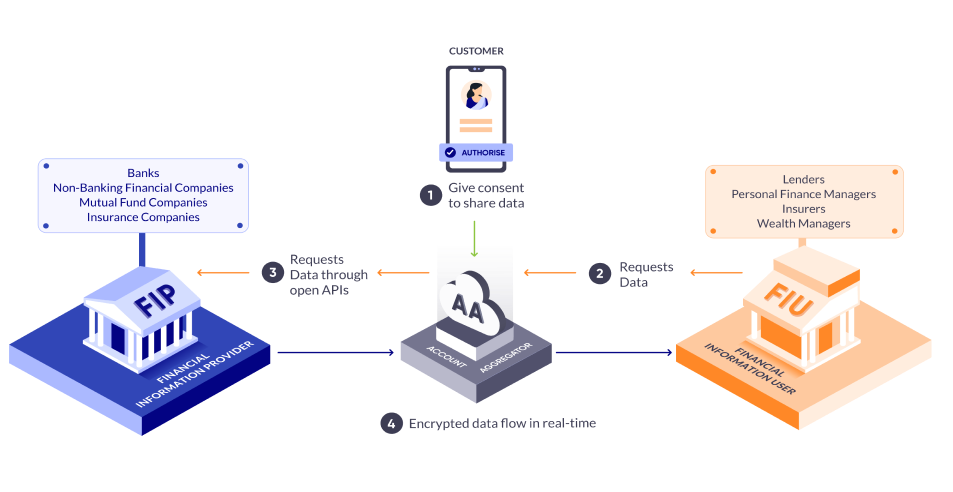 CUSTOMER
AUTHORISE
1
Give consent
to share data
Banks
Non-Banking Financial Companies
Mutual Fund Companies
Insurance Companies
Lenders
Personal Finance Managers
Insurers
Wealth Managers
3
Requests
Data through
open APIs
2
Requests
Data
FIP
FINANCIAL
INFORMATION PROVIDER
AA
ACCOUNT
AGGREGATOR
FIU
FINANCIAL
INFORMATION USER
4
Encrypted data flow in real-time